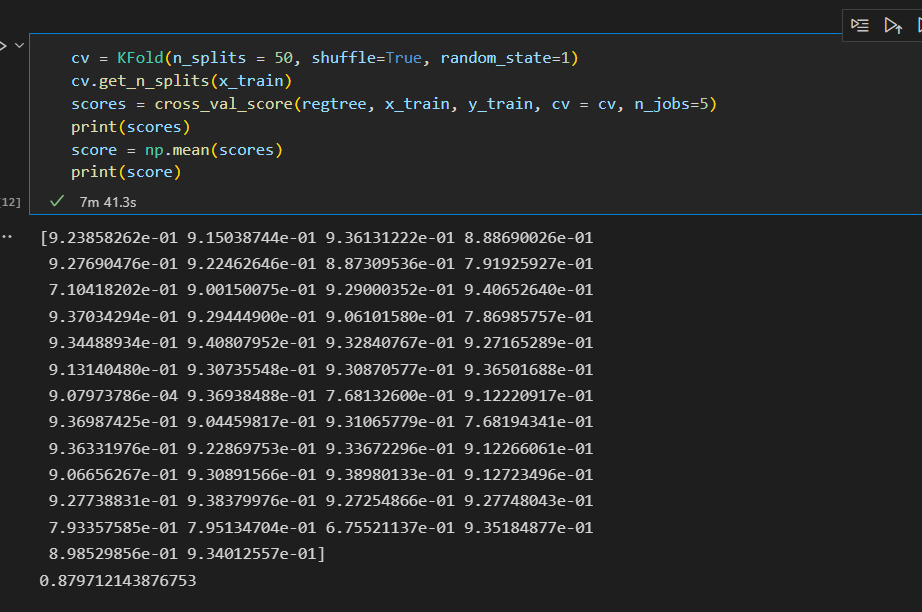 cv = KFold(n_splits = 50, shuffle=True, random_state=1)
cv.get_n_splits(x_train)
scores = cross_val_score(regtree, x_train, y_train, cv = cv, n_jobs=5)
print(scores)
score = np.mean(scores)
print(score)
[12]
7m 41.3s
[9.23858262e-01 9.15038744e-01 9.36131222e-01 8.88690026e-01
9.27690476e-01 9.22462646e-01 8.87309536e-01 7.91925927e-01
7.10418202e-01 9.00150075e-01 9.29000352e-01 9.40652640e-01
9.37034294e-01 9.29444900e-01 9.06101580e-01 7.86985757e-01
9.34488934e-01 9.40807952e-01 9.32840767e-01 9.27165289e-01
9.13140480e-01 9.30735548e-01 9.30870577e-01 9.36501688e-01
9.07973786e-04 9.36938488e-01 7.68132600e-01 9.12220917e-01
9.36987425e-01 9.04459817e-01 9.31065779e-01 7.68194341e-01
9.36331976e-01 9.22869753e-01 9.33672296e-01 9.12266061e-01
9.06656267e-01 9.30891566e-01 9.38980133e-01 9.12723496e-01
9.27738831e-01 9.38379976e-01 9.27254866e-01 9.27748043e-01
7.93357585e-01 7.95134704e-01 6.75521137e-01 9.35184877e-01
8.98529856e-01 9.34012557e-01]
0.879712143876753